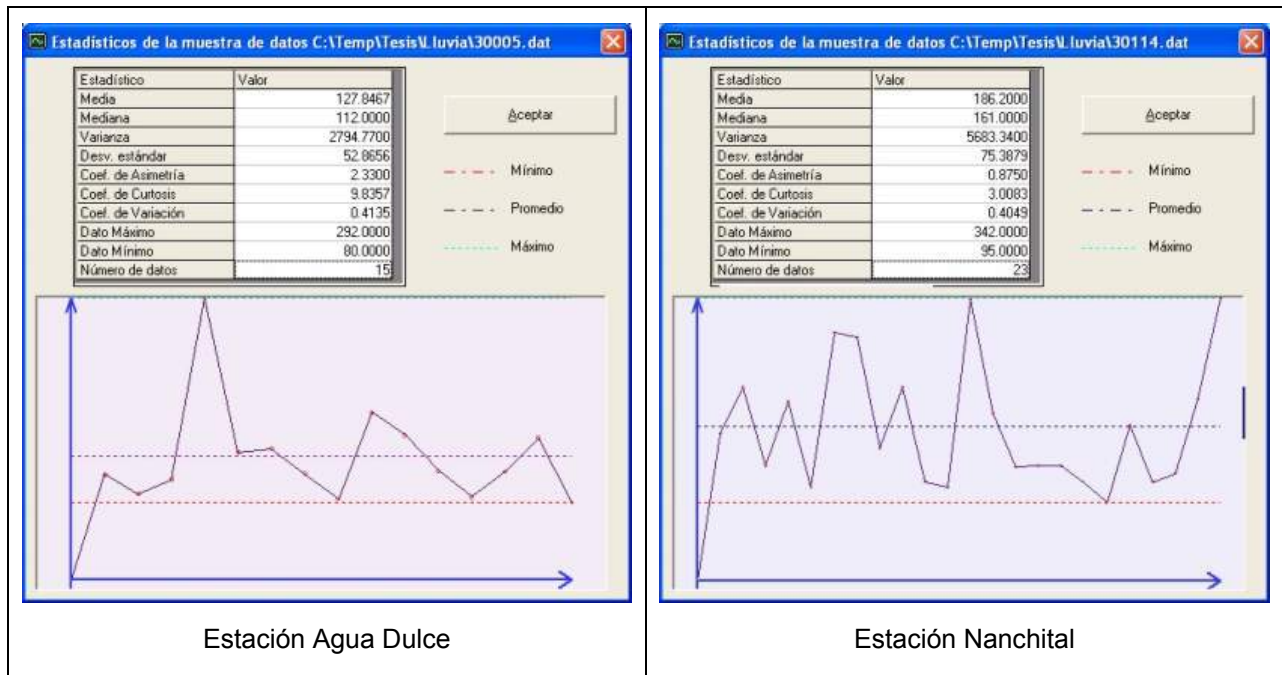 Estadísticos de la muestra de datos C:\Temp\Tesis\Lluvia\30005.dat
Estadístico Valor
Media 127.8467
Mediana 112.0000
Varianza 2794.7700
Desv. estándar 52.8656
Coef. de Asimetría 2.3300
Coef. de Curtosis 9.8357
Coef. de Variación 0.4135
Dato Máximo 292.0000
Dato Mínimo 80.0000
Número de datos 15
Aceptar
Mínimo
Promedio
Máximo
Estación Agua Dulce
Estadísticos de la muestra de datos C:\Temp\Tesis\Lluvia\30114.dat
Estadístico Valor
Media 186.2000
Mediana 161.0000
Varianza 5683.3400
Desv. estándar 75.3879
Coef. de Asimetría 0.8750
Coef. de Curtosis 3.0083
Coef. de Variación 0.4049
Dato Máximo 342.0000
Dato Mínimo 95.0000
Número de datos 23
Aceptar
Mínimo
Promedio
Máximo
Estación Nanchital